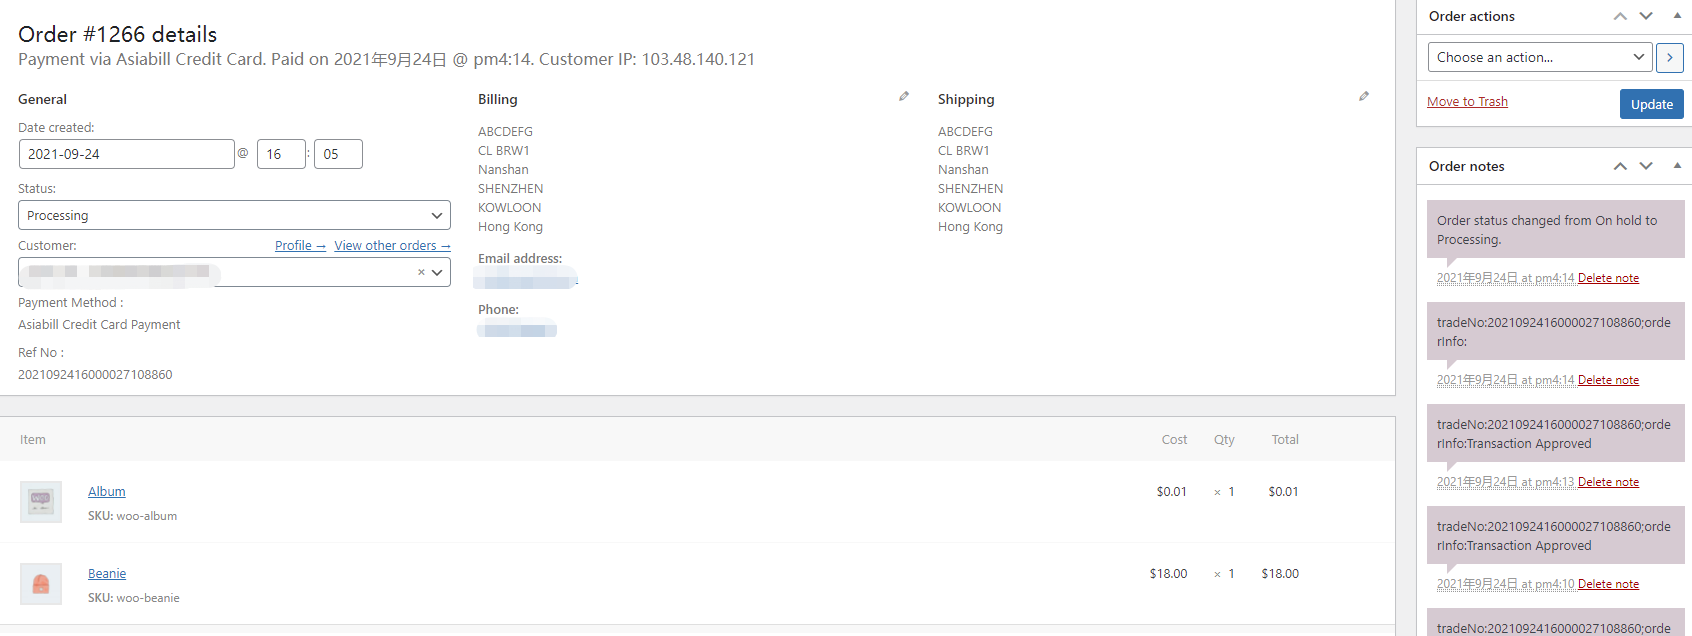 Order #1266 details
Payment via Asiabill Credit Card. Paid on 2021年9月24日 @ pm4:14. Customer IP: 103.48.140.121
General
Date created:
2021-09-24 @ 16 : 05
Status:
Processing
Customer: Profile → View other orders →
×
Payment Method :
Asiabill Credit Card Payment
Ref No :
2021092416000027108860
Billing
ABCDEFG
CL BRW1
Nanshan
SHENZHEN
KOWLOON
Hong Kong
Email address:
Phone:
Shipping
ABCDEFG
CL BRW1
Nanshan
SHENZHEN
KOWLOON
Hong Kong
Item Cost Qty Total
Album $0.01 × 1 $0.01
SKU: woo-album
Beanie $18.00 × 1 $18.00
SKU: woo-beanie
Order actions
Choose an action...
Move to Trash Update
Order notes
Order status changed from On hold to
Processing.
2021年9月24日 at pm4:14 Delete note
tradeNo:2021092416000027108860;orde
rInfo:
2021年9月24日 at pm4:14 Delete note
tradeNo:2021092416000027108860;orde
rInfo:Transaction Approved
2021年9月24日 at pm4:13 Delete note
tradeNo:2021092416000027108860;orde
rInfo:Transaction Approved
2021年9月24日 at pm4:10 Delete note
tradeNo:2021092416000027108860;orde